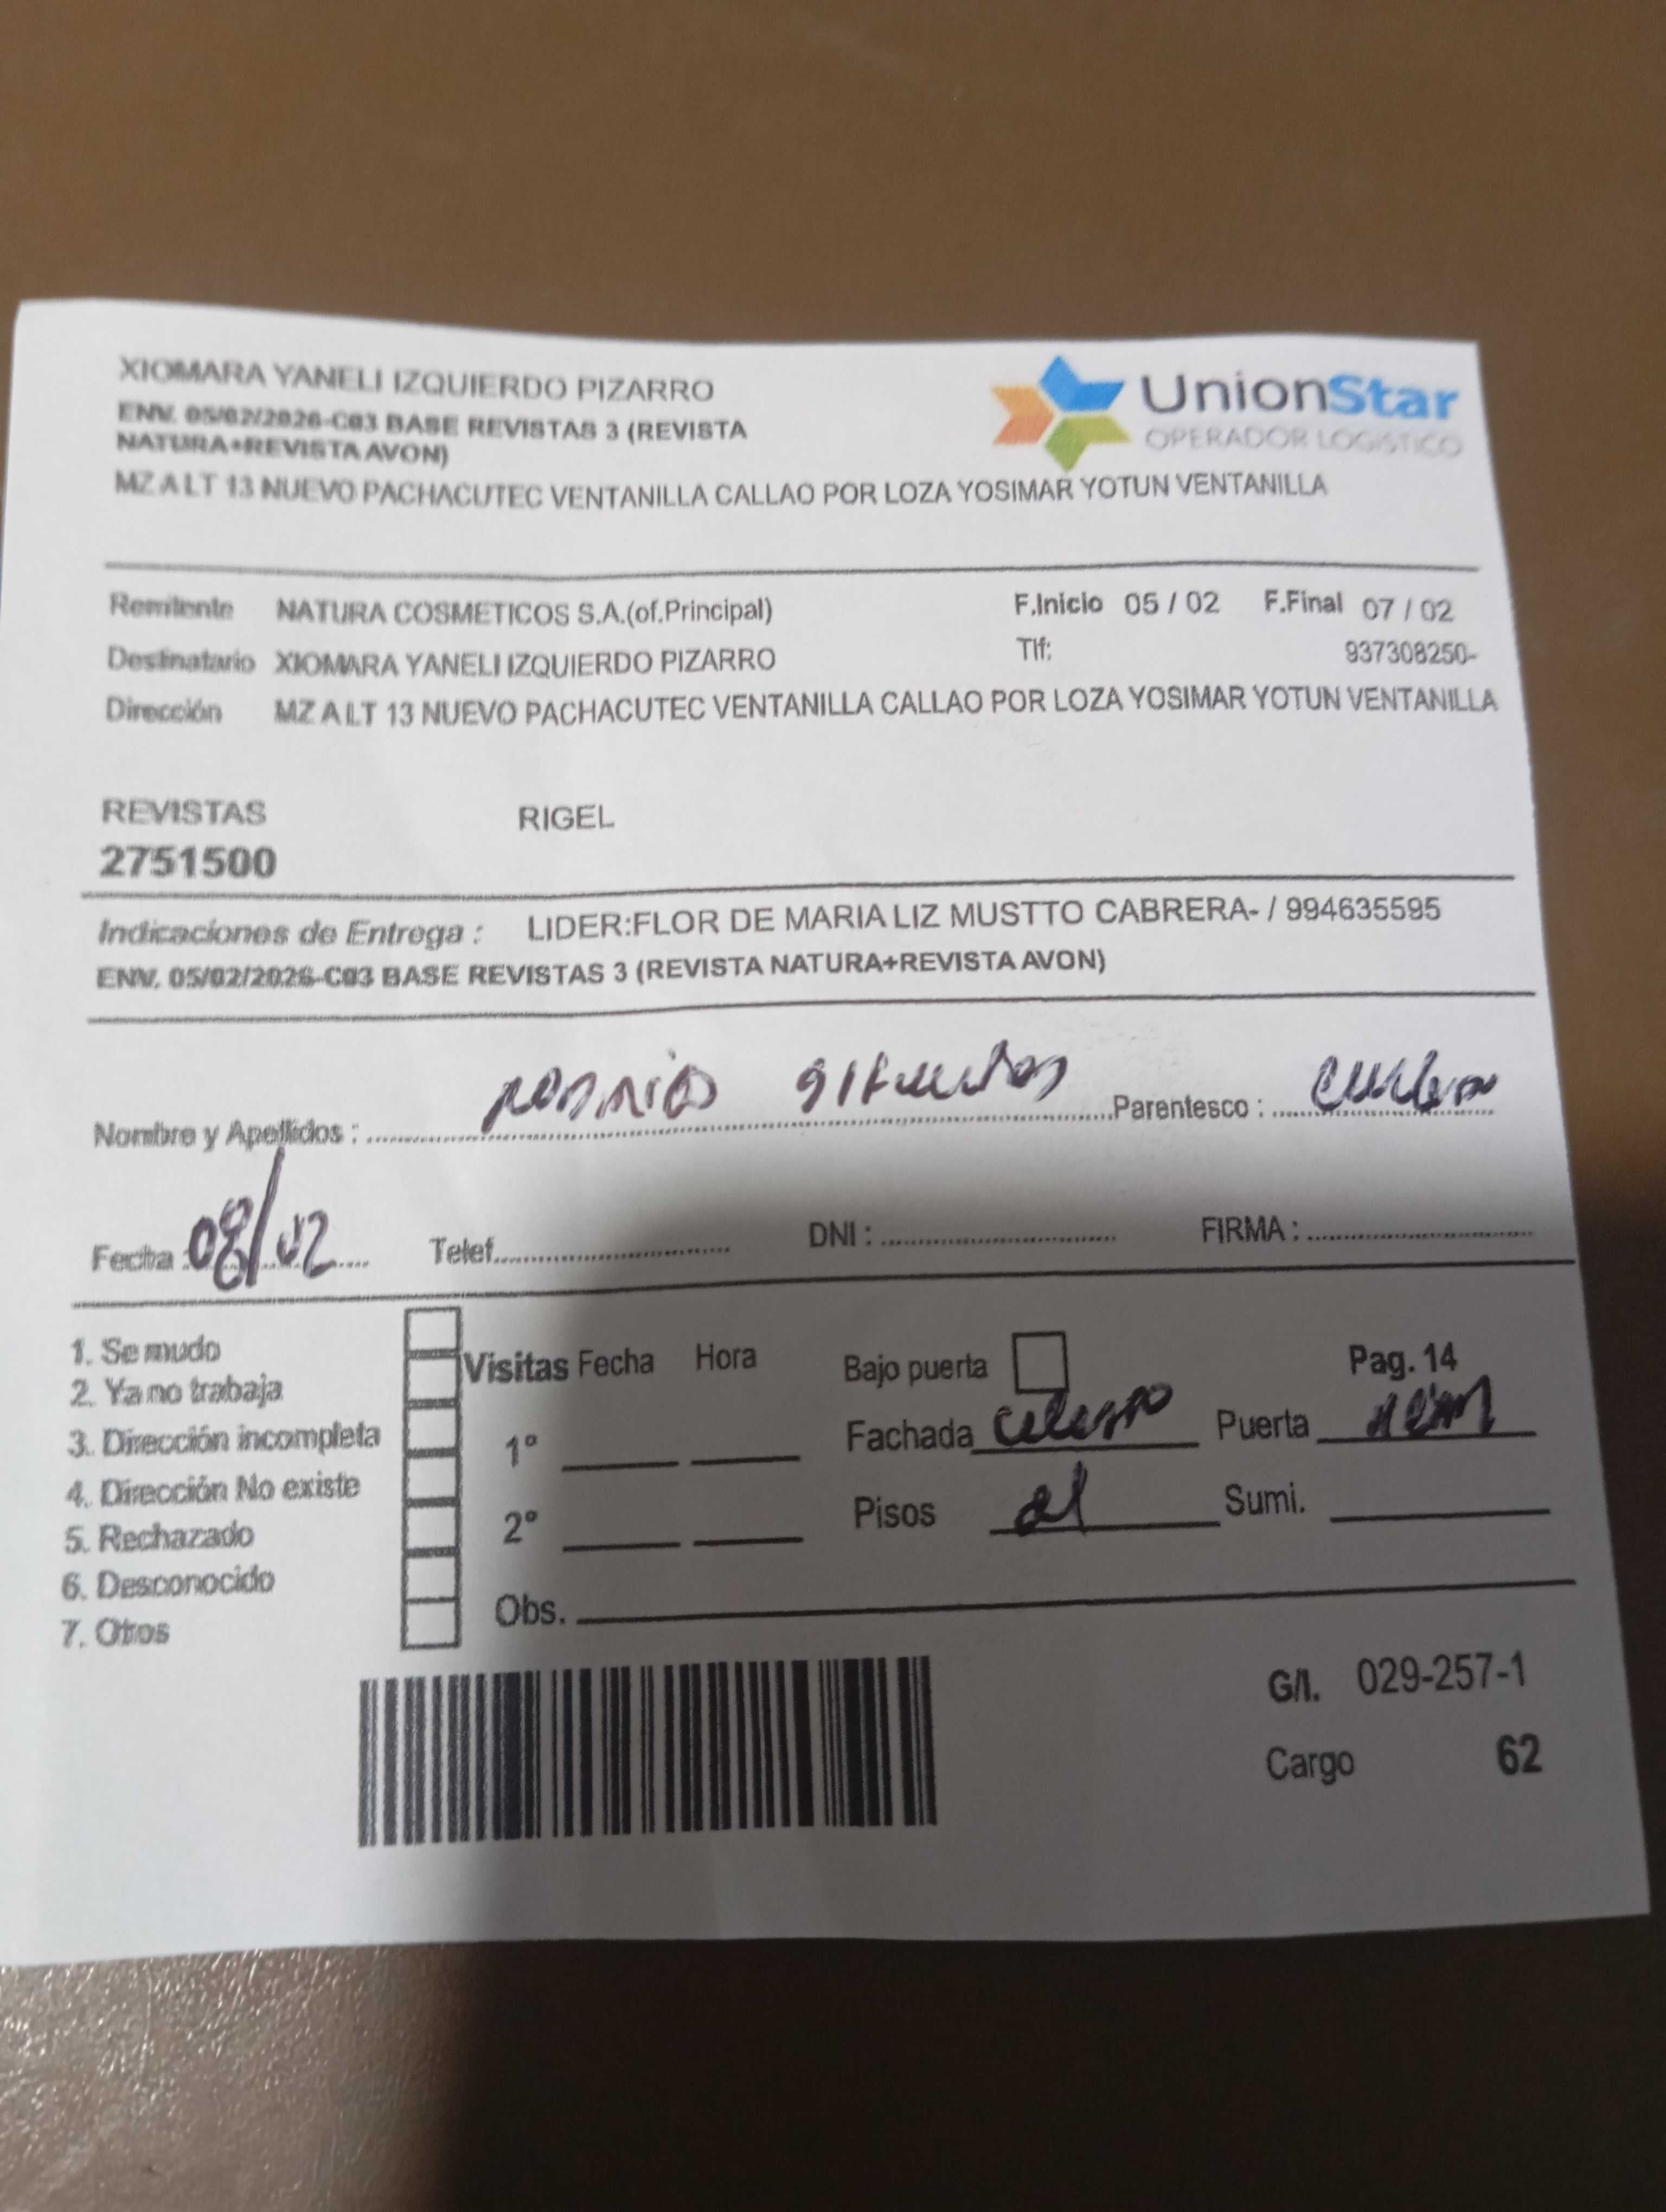 XIOMARA YANELI IZQUIERDO PIZARRO
ENV. 05/02/2026-C03 BASE REVISTAS 3 (REVISTA
NATURA+REVISTA AVON)
MZ A LT 13 NUEVO PACHACUTEC VENTANILLA CALLAO POR LOZA YOSIMAR YOTUN VENTANILLA
UnionStar
OPERADOR LOGISTICO
Remitente NATURA COSMETICOS S.A.(of.Principal) F.Inicio 05 / 02 F.Final 07 / 02
Destinatario XIOMARA YANELI IZQUIERDO PIZARRO Tlf: 937308250-
Dirección MZ A LT 13 NUEVO PACHACUTEC VENTANILLA CALLAO POR LOZA YOSIMAR YOTUN VENTANILLA
REVISTAS RIGEL
2751500
Indicaciones de Entrega : LIDER:FLOR DE MARIA LIZ MUSTTO CABRERA- / 994635595
ENV. 05/02/2026-C03 BASE REVISTAS 3 (REVISTA NATURA+REVISTA AVON)
Nombre y Apellidos : Parentesco :
Fecha : 08/02 Telef. DNI : FIRMA :
1. Se mudo
2. Ya no trabaja
3. Dirección incompleta
4. Dirección No existe
5. Rechazado
6. Desconocido
7. Otros
Visitas Fecha Hora
1º
2º
Obs.
Bajo puerta Pag. 14
Fachada celeste Puerta
Pisos Sumi.
G/I. 029-257-1
Cargo 62